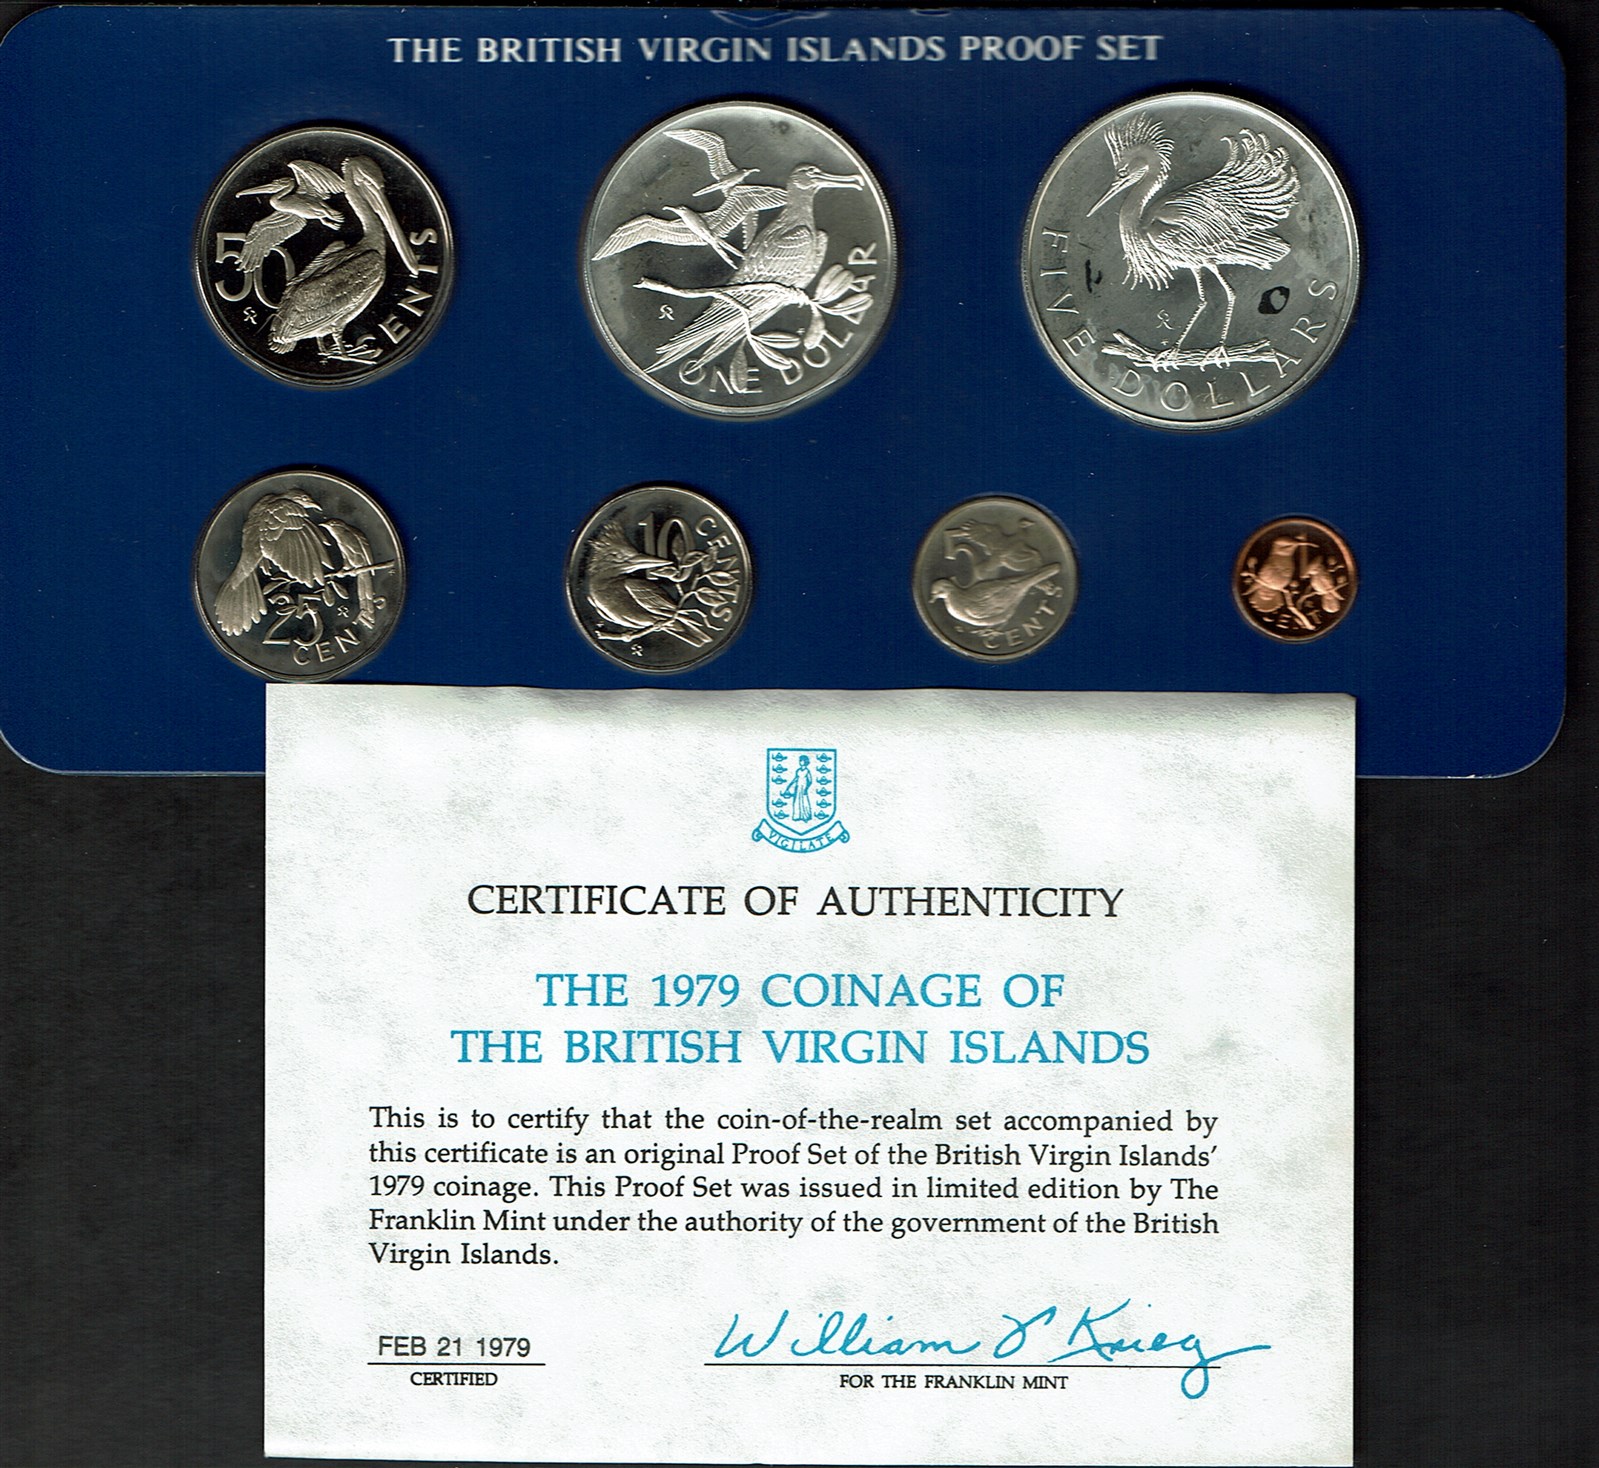 THE BRITISH VIRGIN ISLANDS PROOF SET
50 CENTS
ONE DOLLAR
FIVE DOLLARS
25 CENTS
10 CENTS
5 CENTS
CENT
VIGILATE
CERTIFICATE OF AUTHENTICITY
THE 1979 COINAGE OF
THE BRITISH VIRGIN ISLANDS
This is to certify that the coin-of-the-realm set accompanied by
this certificate is an original Proof Set of the British Virgin Islands’
1979 coinage. This Proof Set was issued in limited edition by The
Franklin Mint under the authority of the government of the British
Virgin Islands.
FEB 21 1979
CERTIFIED
William Krieg
FOR THE FRANKLIN MINT